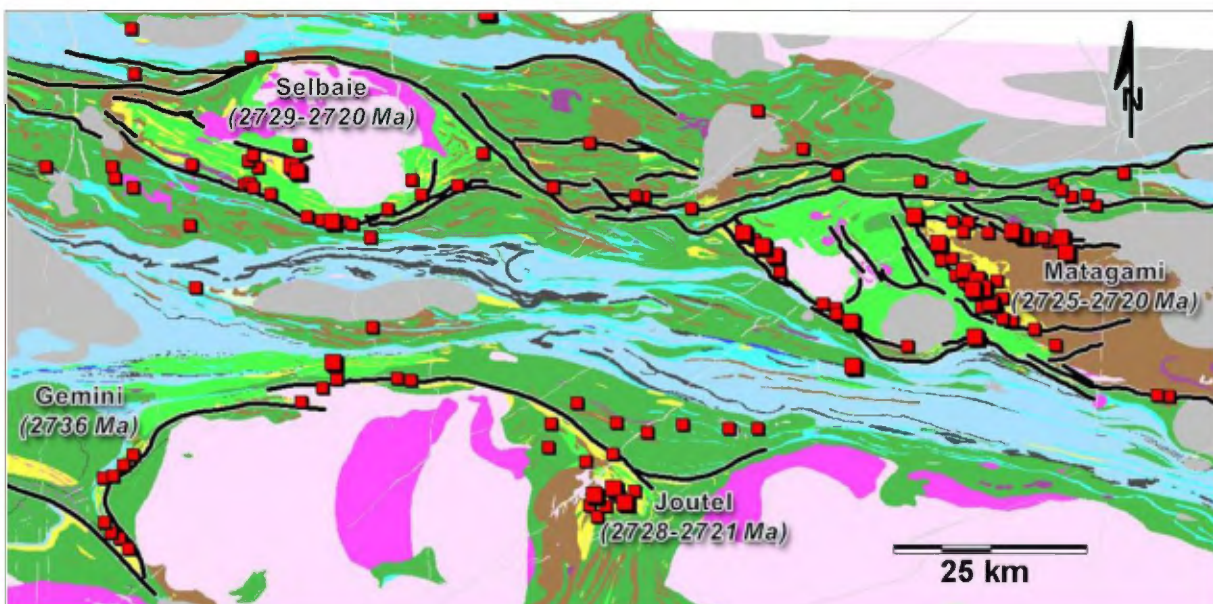 Selbaie
(2729-2720 Ma)
N
Matagami
(2725-2720 Ma)
Gemini
(2736 Ma)
Joutel
(2728-2721 Ma)
25 km